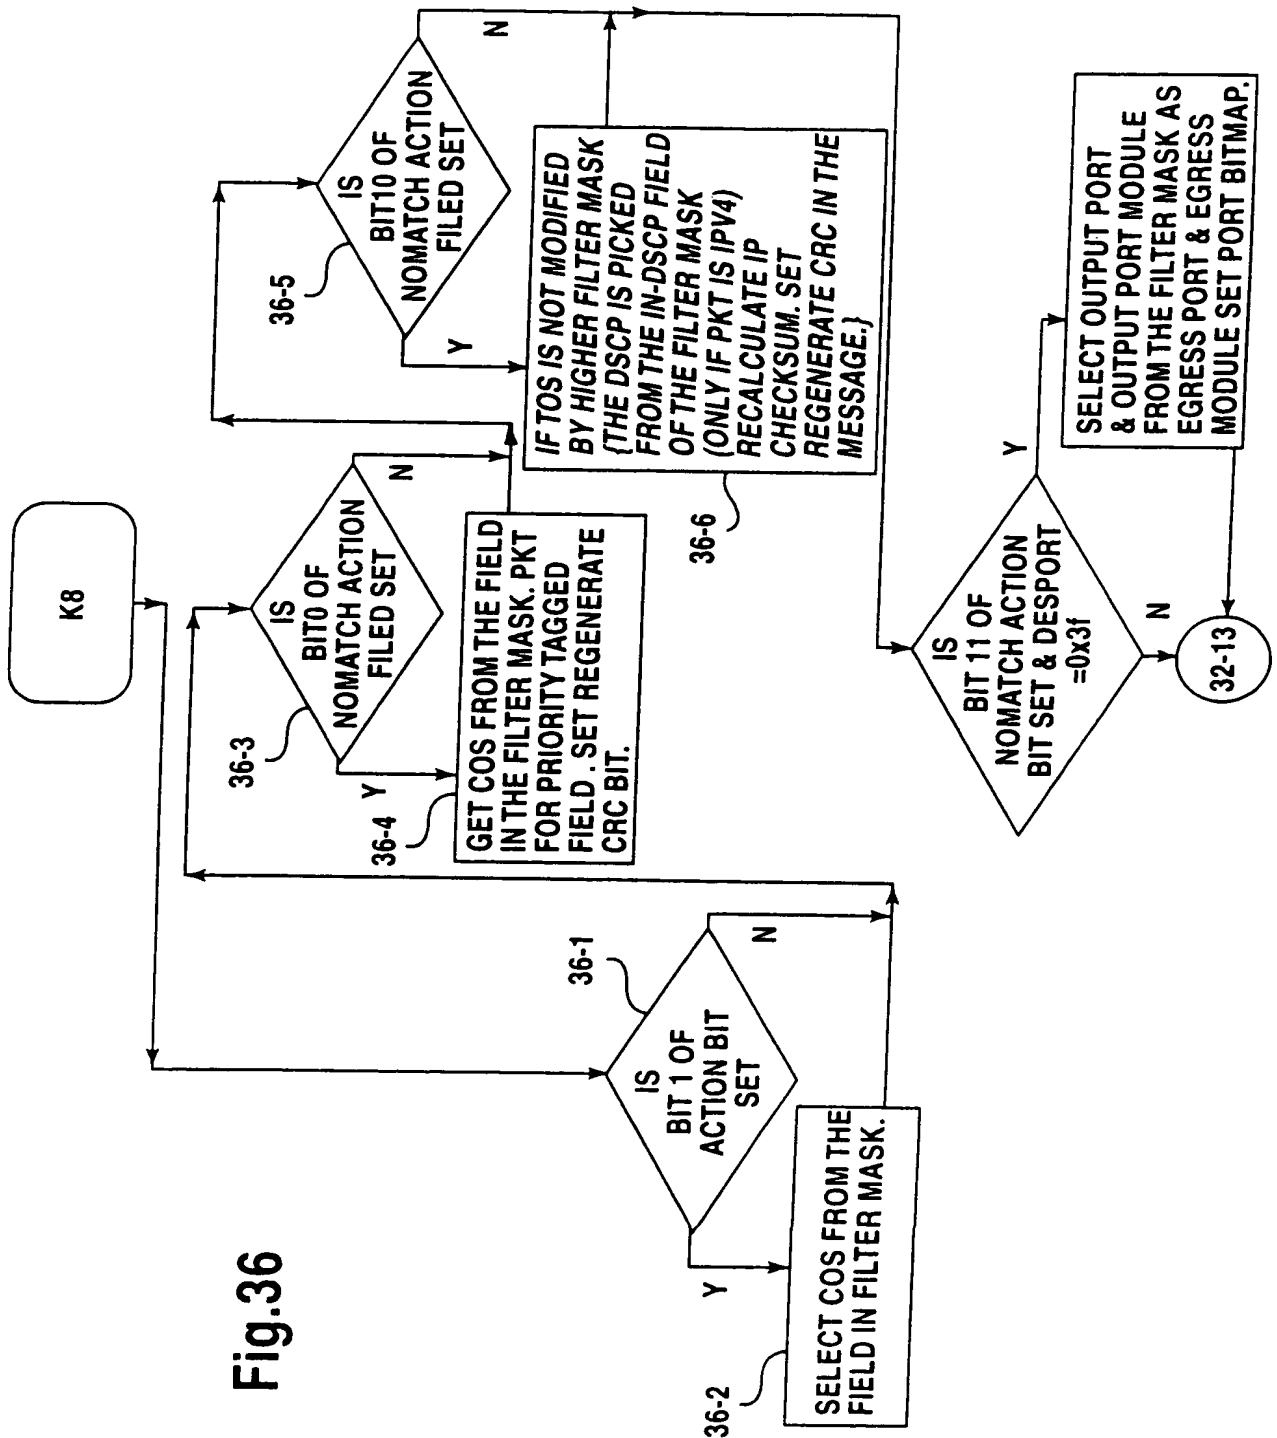 Fig.36
K8
36-1
IS
BIT 1 OF
ACTION BIT
SET
Y
N
36-2
SELECT COS FROM THE
FIELD IN FILTER MASK.
36-3
IS
BIT0 OF
NOMATCH ACTION
FILED SET
Y
N
36-4
GET COS FROM THE FIELD
IN THE FILTER MASK. PKT
FOR PRIORITY TAGGED
FIELD . SET REGENERATE
CRC BIT.
36-5
IS
BIT10 OF
NOMATCH ACTION
FILED SET
Y
N
36-6
IF TOS IS NOT MODIFIED
BY HIGHER FILTER MASK
{THE DSCP IS PICKED
FROM THE IN-DSCP FIELD
OF THE FILTER MASK
(ONLY IF PKT IS IPV4)
RECALCULATE IP
CHECKSUM. SET
REGENERATE CRC IN THE
MESSAGE.}
IS
BIT 11 OF
NOMATCH ACTION
BIT SET & DESPORT
=0x3f
Y
N
SELECT OUTPUT PORT
& OUTPUT PORT MODULE
FROM THE FILTER MASK AS
EGRESS PORT & EGRESS
MODULE SET PORT BITMAP.
32-13